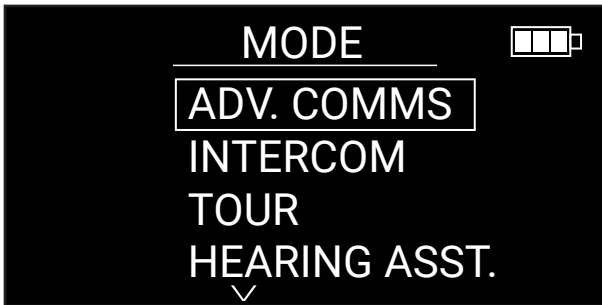 MODE
ADV. COMMS
INTERCOM
TOUR
HEARING ASST.